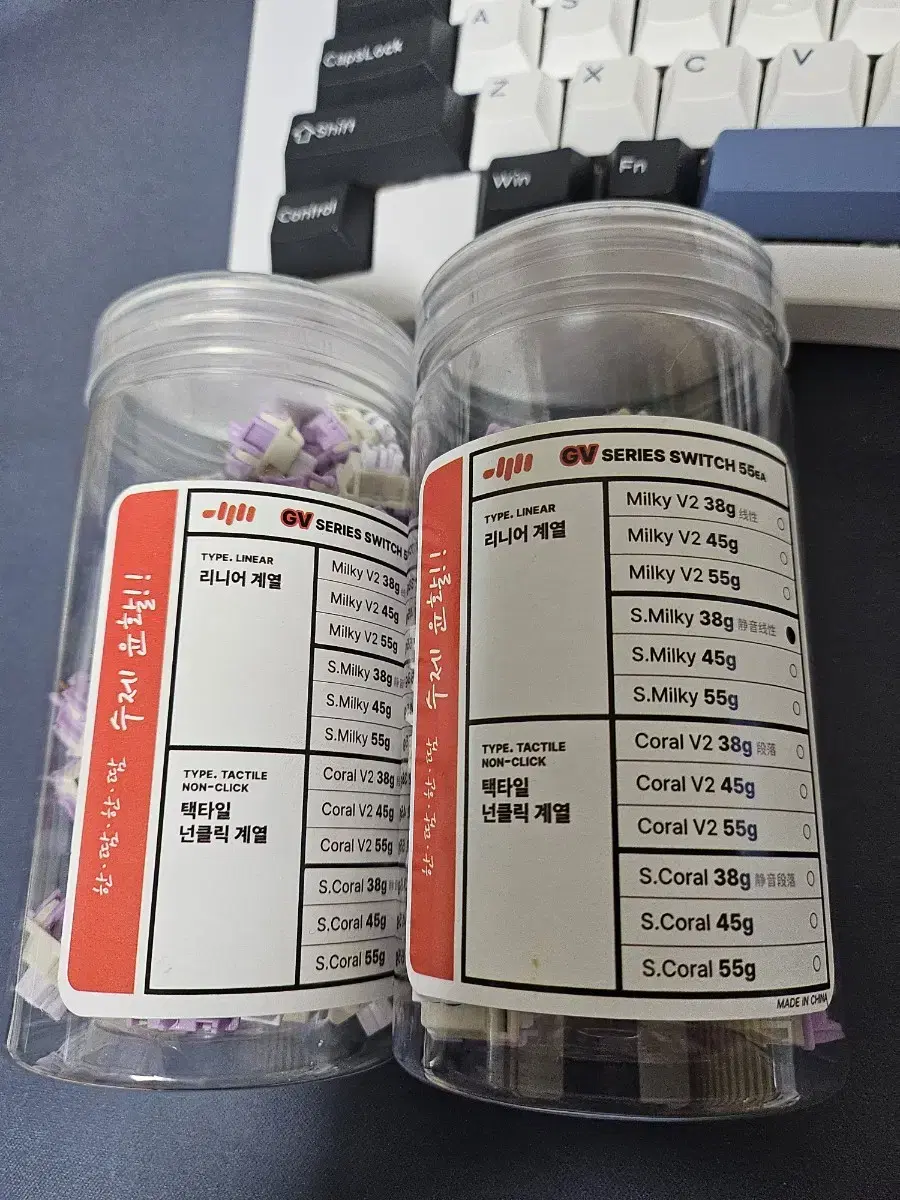 A
S
CapsLock
Z
X
C
V
Shift
Win
Fn
Control
GV SERIES SWITCH
TYPE. LINEAR
리니어 계열
Milky V2 38g
Milky V2 45g
Milky V2 55g
S.Milky 38g
S.Milky 45g
S.Milky 55g
TYPE. TACTILE
NON-CLICK
택타일
넌클릭 계열
Coral V2 38g
Coral V2 45g
Coral V2 55g
S.Coral 38g
S.Coral 45g
S.Coral 55g
GV SERIES SWITCH 55EA
TYPE. LINEAR
리니어 계열
Milky V2 38g 线性
Milky V2 45g
Milky V2 55g
S.Milky 38g 静音线性
S.Milky 45g
S.Milky 55g
TYPE. TACTILE
NON-CLICK
택타일
넌클릭 계열
Coral V2 38g 段落
Coral V2 45g
Coral V2 55g
S.Coral 38g 静音段落
S.Coral 45g
S.Coral 55g
MADE IN CHINA